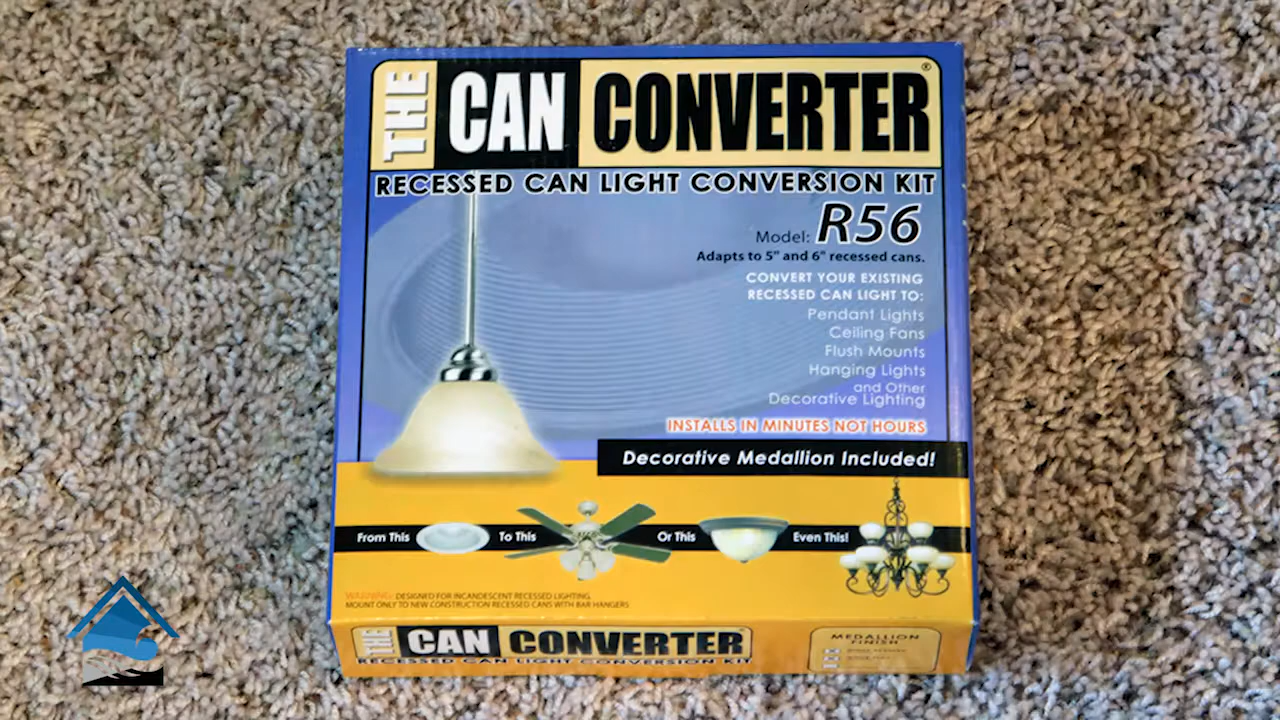 THE CAN CONVERTER®
RECESSED CAN LIGHT CONVERSION KIT
Model: R56
Adapts to 5" and 6" recessed cans.
CONVERT YOUR EXISTING
RECESSED CAN LIGHT TO:
Pendant Lights
Ceiling Fans
Flush Mounts
Hanging Lights
and Other
Decorative Lighting
INSTALLS IN MINUTES NOT HOURS
Decorative Medallion Included!
From This To This Or This Even This!
WARNING: DESIGNED FOR INCANDESCENT RECESSED LIGHTING.
MOUNT ONLY TO NEW CONSTRUCTION RECESSED CANS WITH BAR HANGERS
THE CAN CONVERTER
RECESSED CAN LIGHT CONVERSION KIT
MEDALLION
FINISH